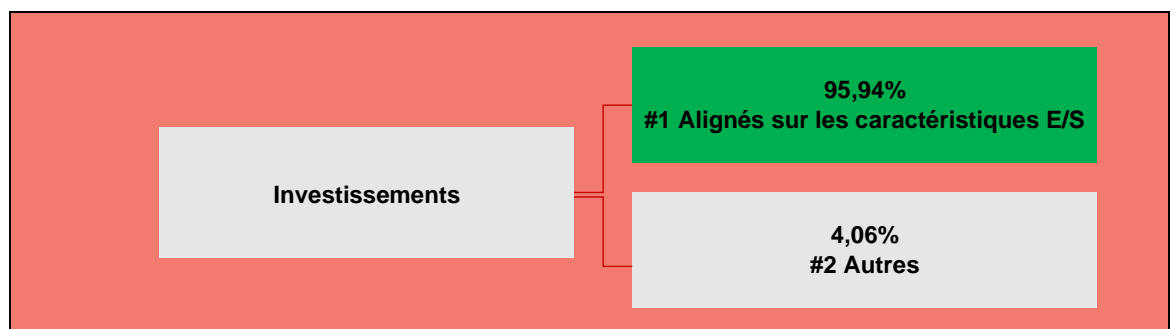 95,94%
#1 Alignés sur les caractéristiques E/S
Investissements
4,06%
#2 Autres